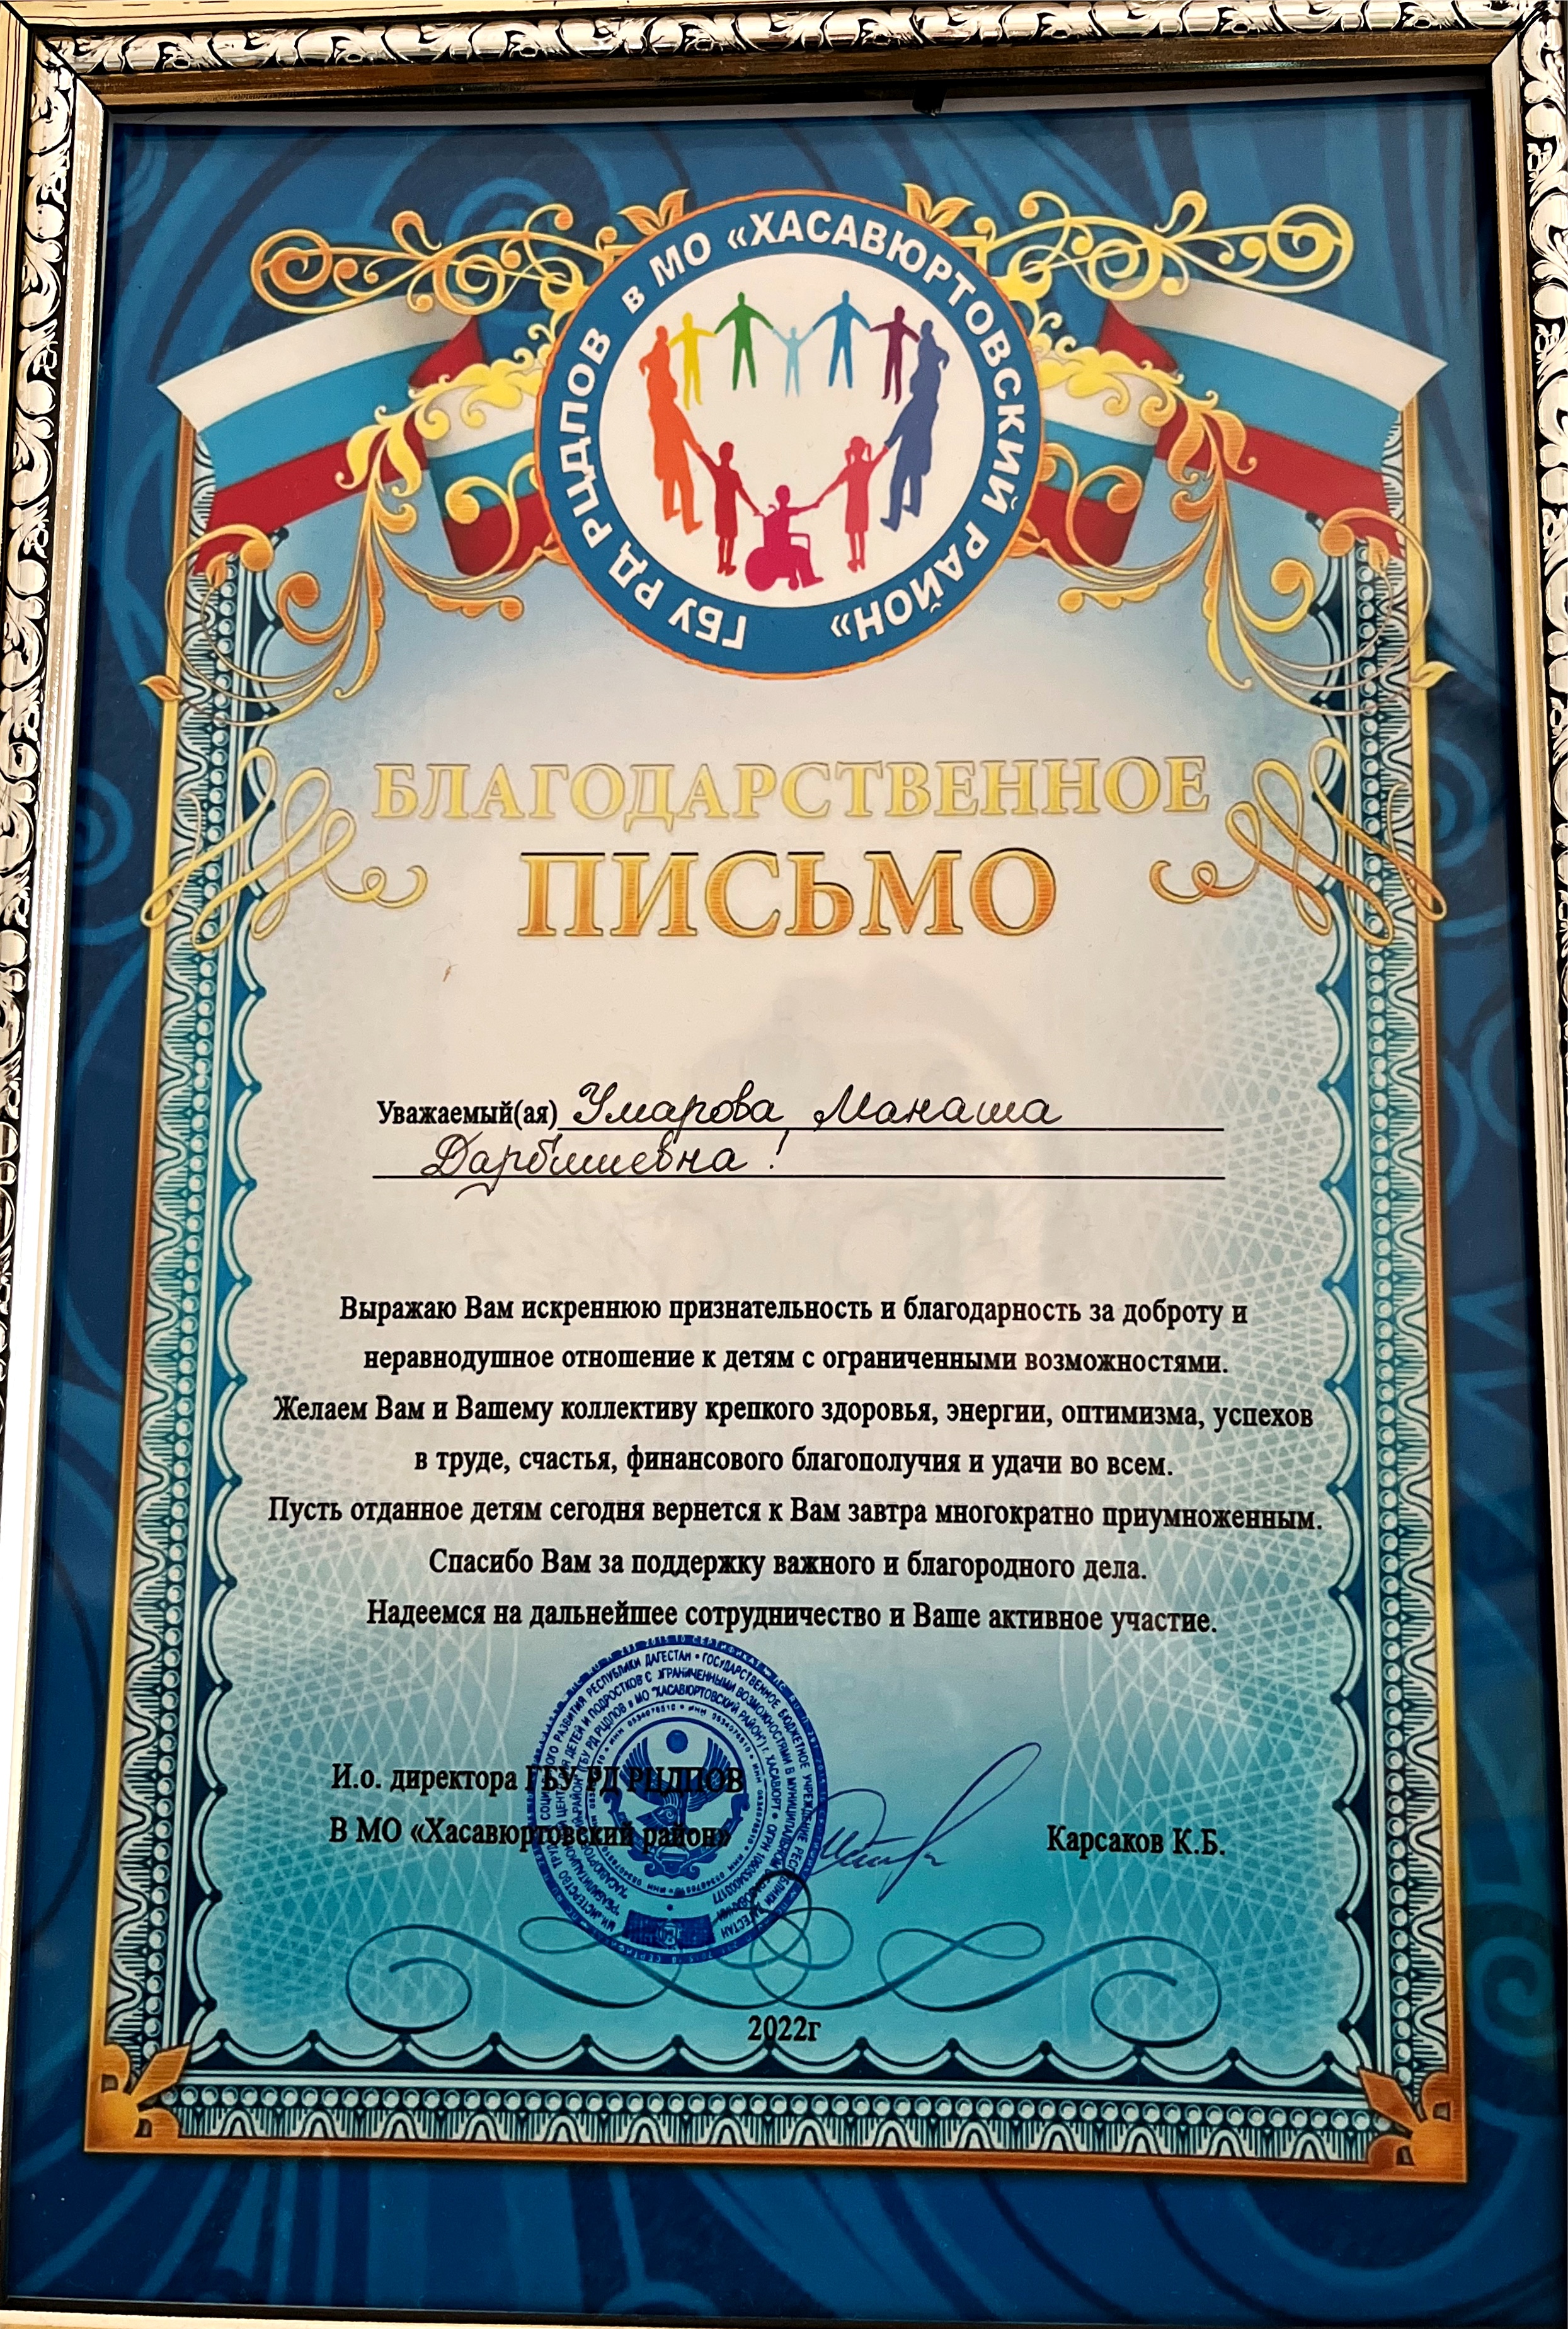 ГБУ РД РЦДПОВ в МО «ХАСАВЮРТОВСКИЙ РАЙОН»
БЛАГОДАРСТВЕННОЕ
ПИСЬМО
Уважаемый(ая) Умарова Манаша
Дарбишевна!
Выражаю Вам искреннюю признательность и благодарность за доброту и
неравнодушное отношение к детям с ограниченными возможностями.
Желаем Вам и Вашему коллективу крепкого здоровья, энергии, оптимизма, успехов
в труде, счастья, финансового благополучия и удачи во всем.
Пусть отданное детям сегодня вернется к Вам завтра многократно приумноженным.
Спасибо Вам за поддержку важного и благородного дела.
Надеемся на дальнейшее сотрудничество и Ваше активное участие.
И.о. директора ГБУ РД РЦДПОВ
В МО «Хасавюртовский район» Карсаков К.Б.
2022г